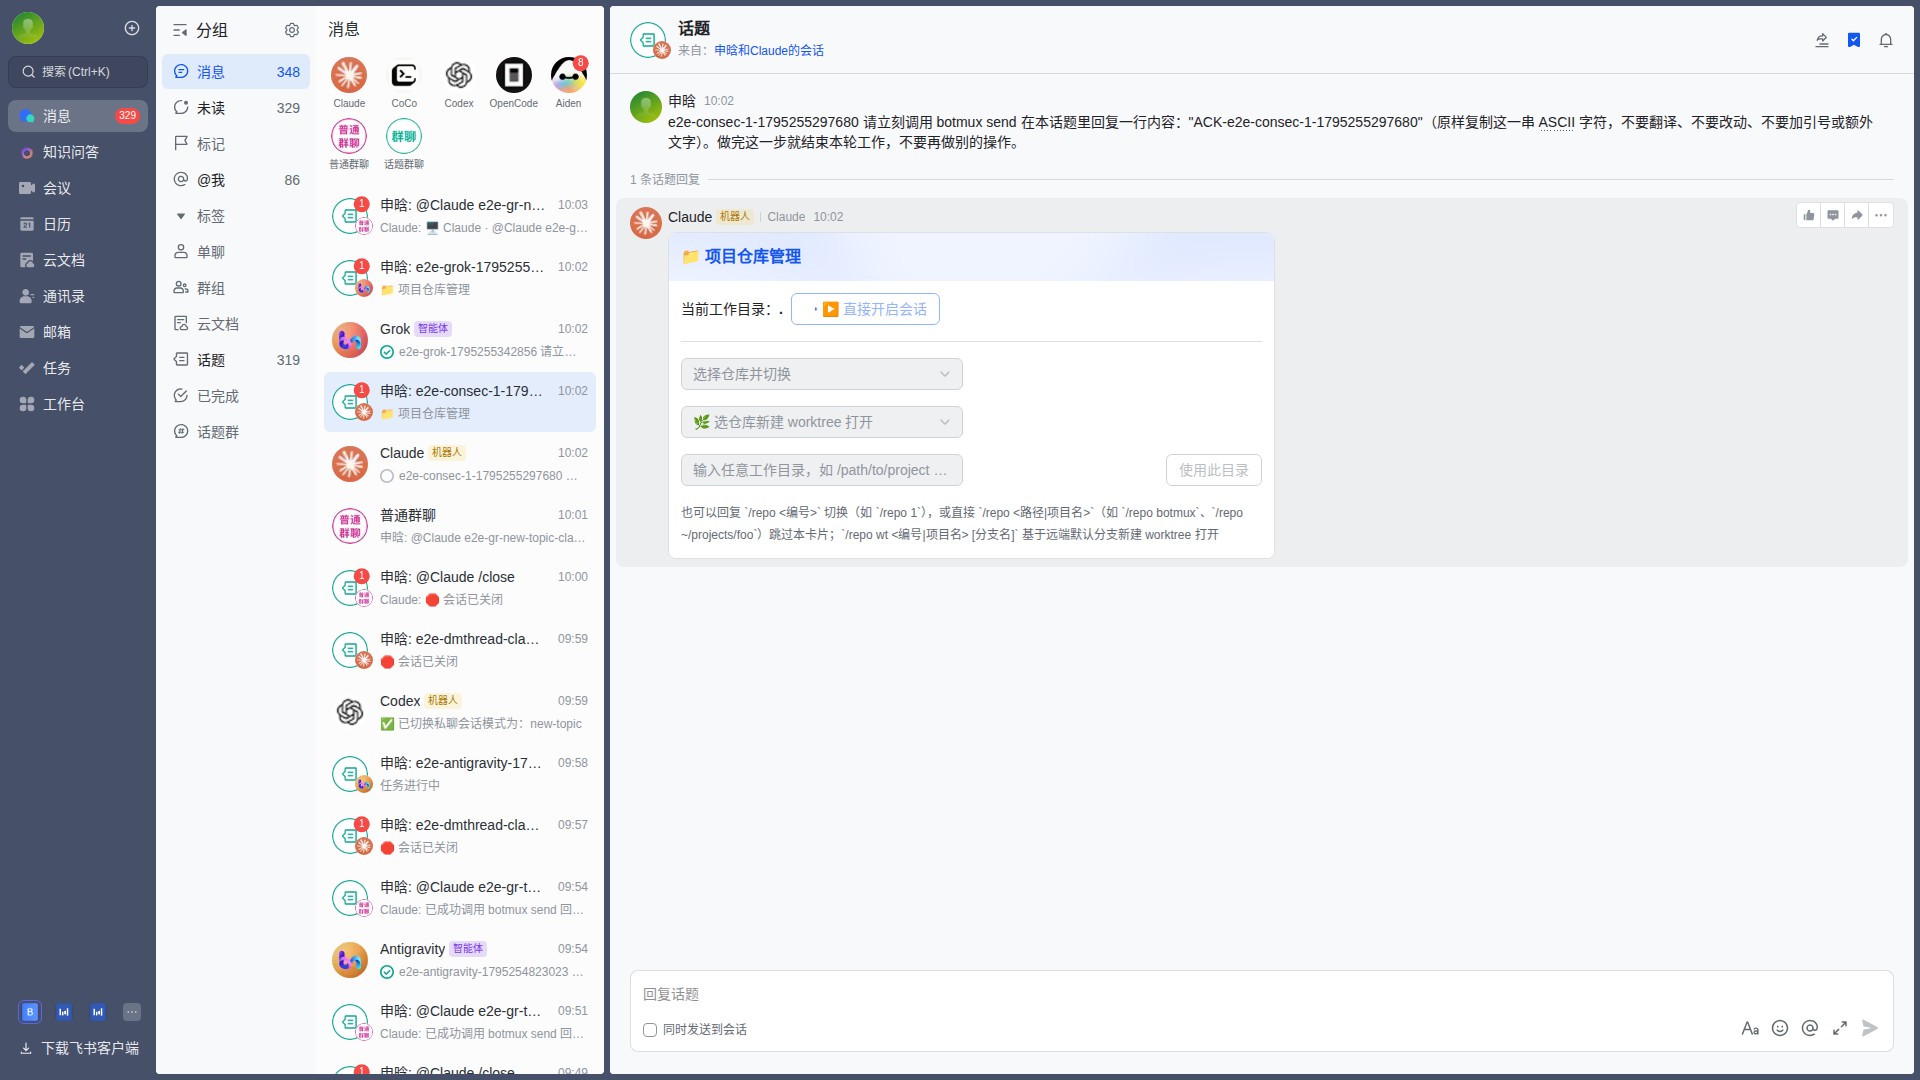 搜索 (Ctrl+K)
消息
329
知识问答
会议
日历
云文档
通讯录
邮箱
任务
工作台
下载飞书客户端
分组
消息
348
未读
329
标记
@我
86
标签
单聊
群组
云文档
话题
319
已完成
话题群
消息
Claude
CoCo
Codex
OpenCode
8
Aiden
普通
群聊
普通群聊
群聊
话题群聊
1
申晗: @Claude e2e-gr-n…
10:03
Claude: 🖥️ Claude · @Claude e2e-g…
1
申晗: e2e-grok-1795255…
10:02
📁 项目仓库管理
Grok 智能体
10:02
e2e-grok-1795255342856 请立…
1
申晗: e2e-consec-1-179…
10:02
📁 项目仓库管理
Claude 机器人
10:02
e2e-consec-1-1795255297680 …
普通
群聊
普通群聊
10:01
申晗: @Claude e2e-gr-new-topic-cla…
1
申晗: @Claude /close
10:00
Claude: 🛑 会话已关闭
申晗: e2e-dmthread-cla…
09:59
🛑 会话已关闭
Codex 机器人
09:59
✅ 已切换私聊会话模式为：new-topic
申晗: e2e-antigravity-17…
09:58
任务进行中
1
申晗: e2e-dmthread-cla…
09:57
🛑 会话已关闭
申晗: @Claude e2e-gr-t…
09:54
Claude: 已成功调用 botmux send 回…
Antigravity 智能体
09:54
e2e-antigravity-1795254823023 …
申晗: @Claude e2e-gr-t…
09:51
Claude: 已成功调用 botmux send 回…
1
申晗: @Claude /close
09:49
话题
来自：申晗和Claude的会话
申晗 10:02
e2e-consec-1-1795255297680 请立刻调用 botmux send 在本话题里回复一行内容："ACK-e2e-consec-1-1795255297680"（原样复制这一串 ASCII 字符，不要翻译、不要改动、不要加引号或额外
文字）。做完这一步就结束本轮工作，不要再做别的操作。
1 条话题回复
Claude 机器人 | Claude 10:02
📁 项目仓库管理
当前工作目录：. · ▶️ 直接开启会话
选择仓库并切换
🌿 选仓库新建 worktree 打开
输入任意工作目录，如 /path/to/project …
使用此目录
也可以回复 `/repo <编号>` 切换（如 `/repo 1`），或直接 `/repo <路径|项目名>`（如 `/repo botmux`、`/repo
~/projects/foo`）跳过本卡片；`/repo wt <编号|项目名> [分支名]` 基于远端默认分支新建 worktree 打开
回复话题
同时发送到会话